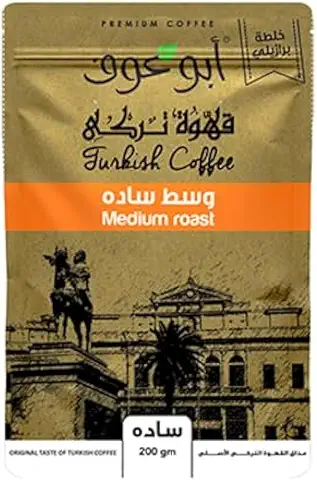 PREMIUM COFFEE
خلطة
برازيلي
أبو عوف®
قهوة تركى
Turkish Coffee
وسط ساده
Medium roast
ساده
200 gm
ORIGINAL TASTE OF TURKISH COFFEE
مذاق القهوة التركي الأصلي